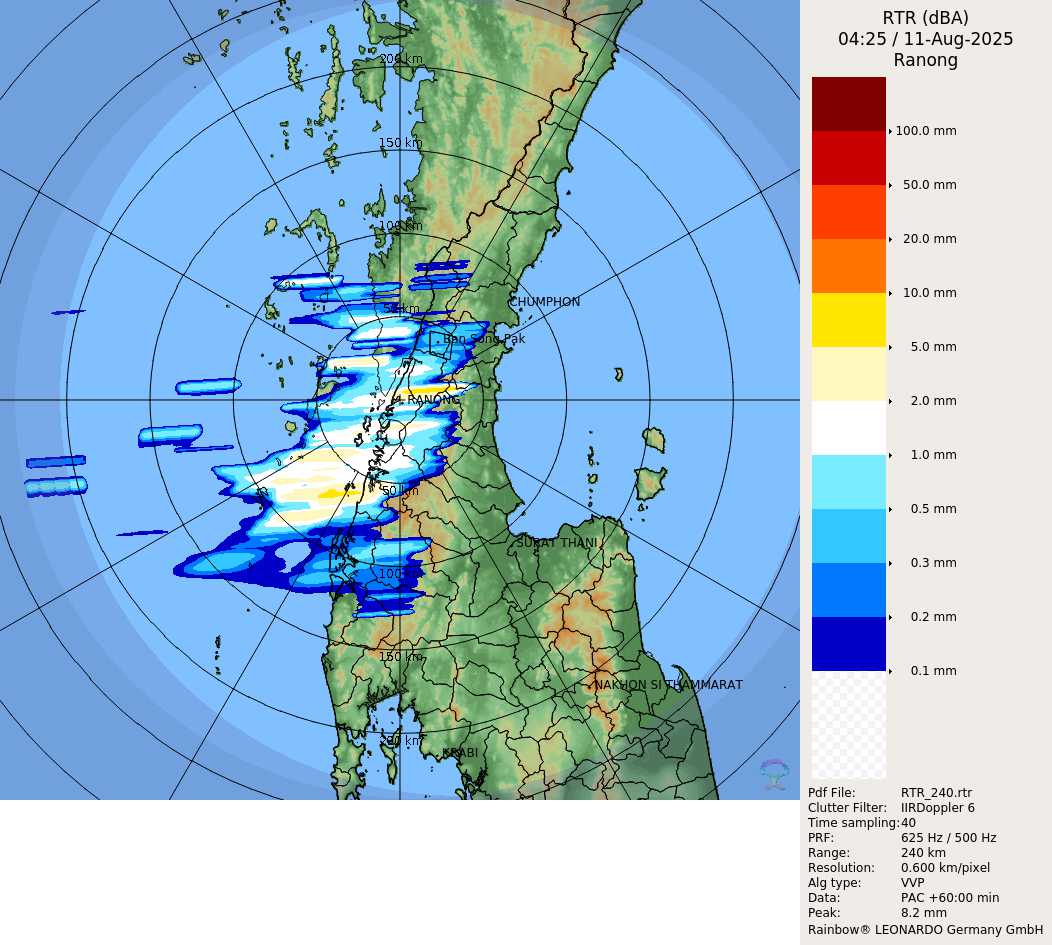 200 km
150 km
100 km
CHUMPHON
50 km
Ban Song Pak
RANONG
50 km
SURAT THANI
100 km
150 km
NAKHON SI THAMMARAT
200 km
KRABI
RTR (dBA)
04:25 / 11-Aug-2025
Ranong
100.0 mm
50.0 mm
20.0 mm
10.0 mm
5.0 mm
2.0 mm
1.0 mm
0.5 mm
0.3 mm
0.2 mm
0.1 mm
Pdf File: RTR_240.rtr
Clutter Filter: IIRDoppler 6
Time sampling:40
PRF: 625 Hz / 500 Hz
Range: 240 km
Resolution: 0.600 km/pixel
Alg type: VVP
Data: PAC +60:00 min
Peak: 8.2 mm
Rainbow® LEONARDO Germany GmbH